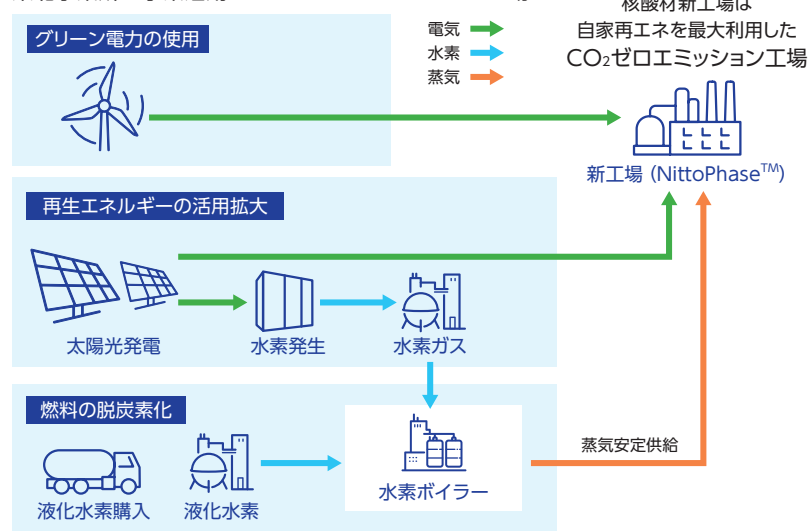 核酸材新工場は
自家再エネを最大利用した
CO₂ゼロエミッション工場
電気
水素
蒸気
グリーン電力の使用
新工場 (NittoPhase™)
再生エネルギーの活用拡大
太陽光発電
水素発生
水素ガス
燃料の脱炭素化
液化水素購入
液化水素
水素ボイラー
蒸気安定供給